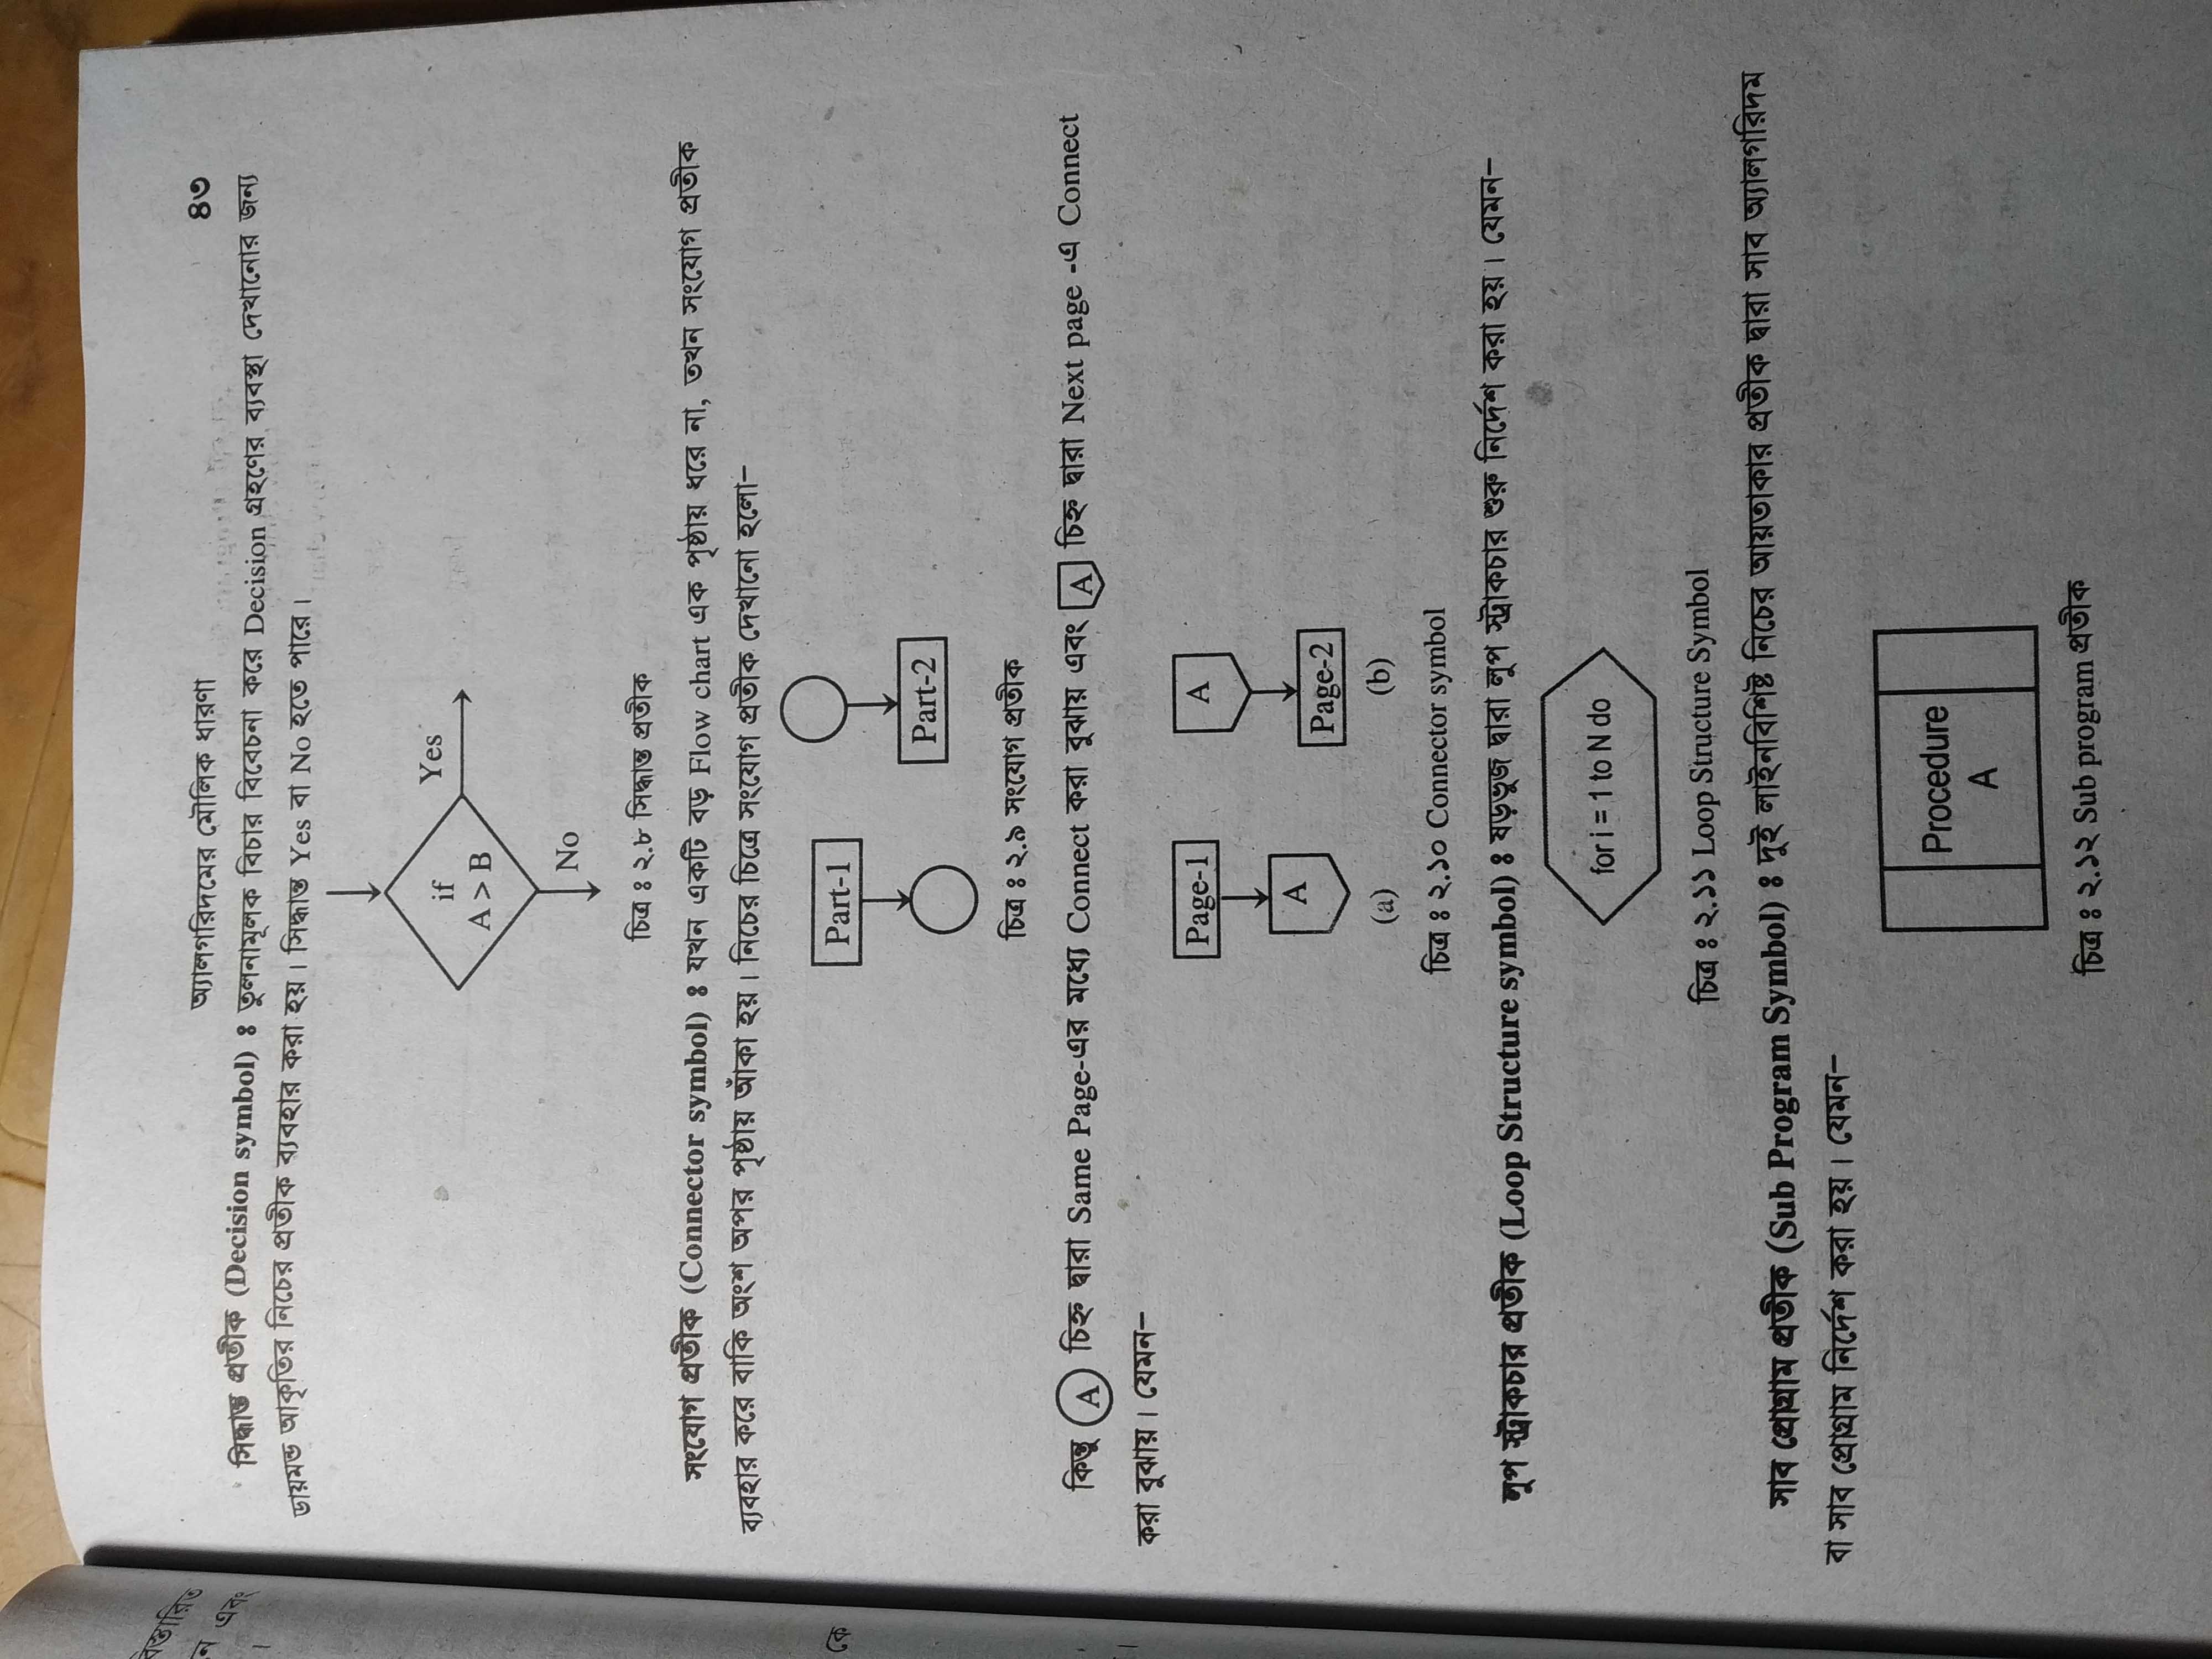 অ্যালগরিদমের মৌলিক ধারণা ৪৩
সিদ্ধান্ত প্রতীক (Decision symbol) ঃ তুলনামূলক বিচার বিবেচনা করে Decision গ্রহণের ব্যবস্থা দেখানোর জন্য
ডায়মন্ড আকৃতির নিচের প্রতীক ব্যবহার করা হয়। সিদ্ধান্ত Yes বা No হতে পারে।
if
A > B
Yes
No
চিত্র ঃ ২.৮ সিদ্ধান্ত প্রতীক
সংযোগ প্রতীক (Connector symbol) ঃ যখন একটি বড় Flow chart এক পৃষ্ঠায় ধরে না, তখন সংযোগ প্রতীক
ব্যবহার করে বাকি অংশ অপর পৃষ্ঠায় আঁকা হয়। নিচের চিত্রে সংযোগ প্রতীক দেখানো হলো–
Part-1
Part-2
চিত্র ঃ ২.৯ সংযোগ প্রতীক
কিন্তু A চিহ্ন দ্বারা Same Page-এর মধ্যে Connect করা বুঝায় এবং A চিহ্ন দ্বারা Next page -এ Connect
করা বুঝায়। যেমন–
Page-1
A
(a)
A
Page-2
(b)
চিত্র ঃ ২.১০ Connector symbol
লুপ স্ট্রাকচার প্রতীক (Loop Structure symbol) ঃ ষড়ভূজ দ্বারা লুপ স্ট্রাকচার শুরু নির্দেশ করা হয়। যেমন–
for i = 1 to N do
চিত্র ঃ ২.১১ Loop Structure Symbol
সাব প্রোগ্রাম প্রতীক (Sub Program Symbol) ঃ দুই লাইনবিশিষ্ট নিচের আয়তাকার প্রতীক দ্বারা সাব অ্যালগরিদম
বা সাব প্রোগ্রাম নির্দেশ করা হয়। যেমন–
Procedure
A
চিত্র ঃ ২.১২ Sub program প্রতীক
এবং
কে